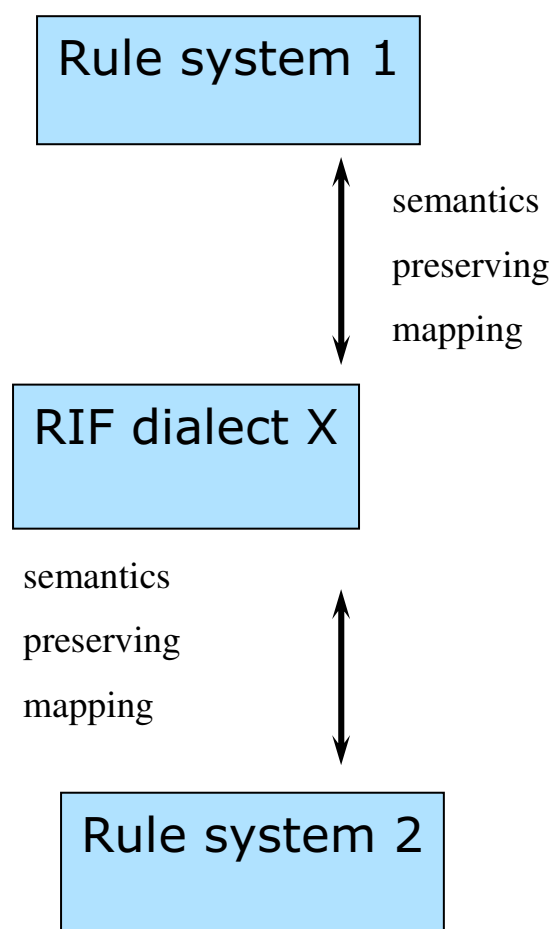 Rule system 1
semantics
preserving
mapping
RIF dialect X
semantics
preserving
mapping
Rule system 2